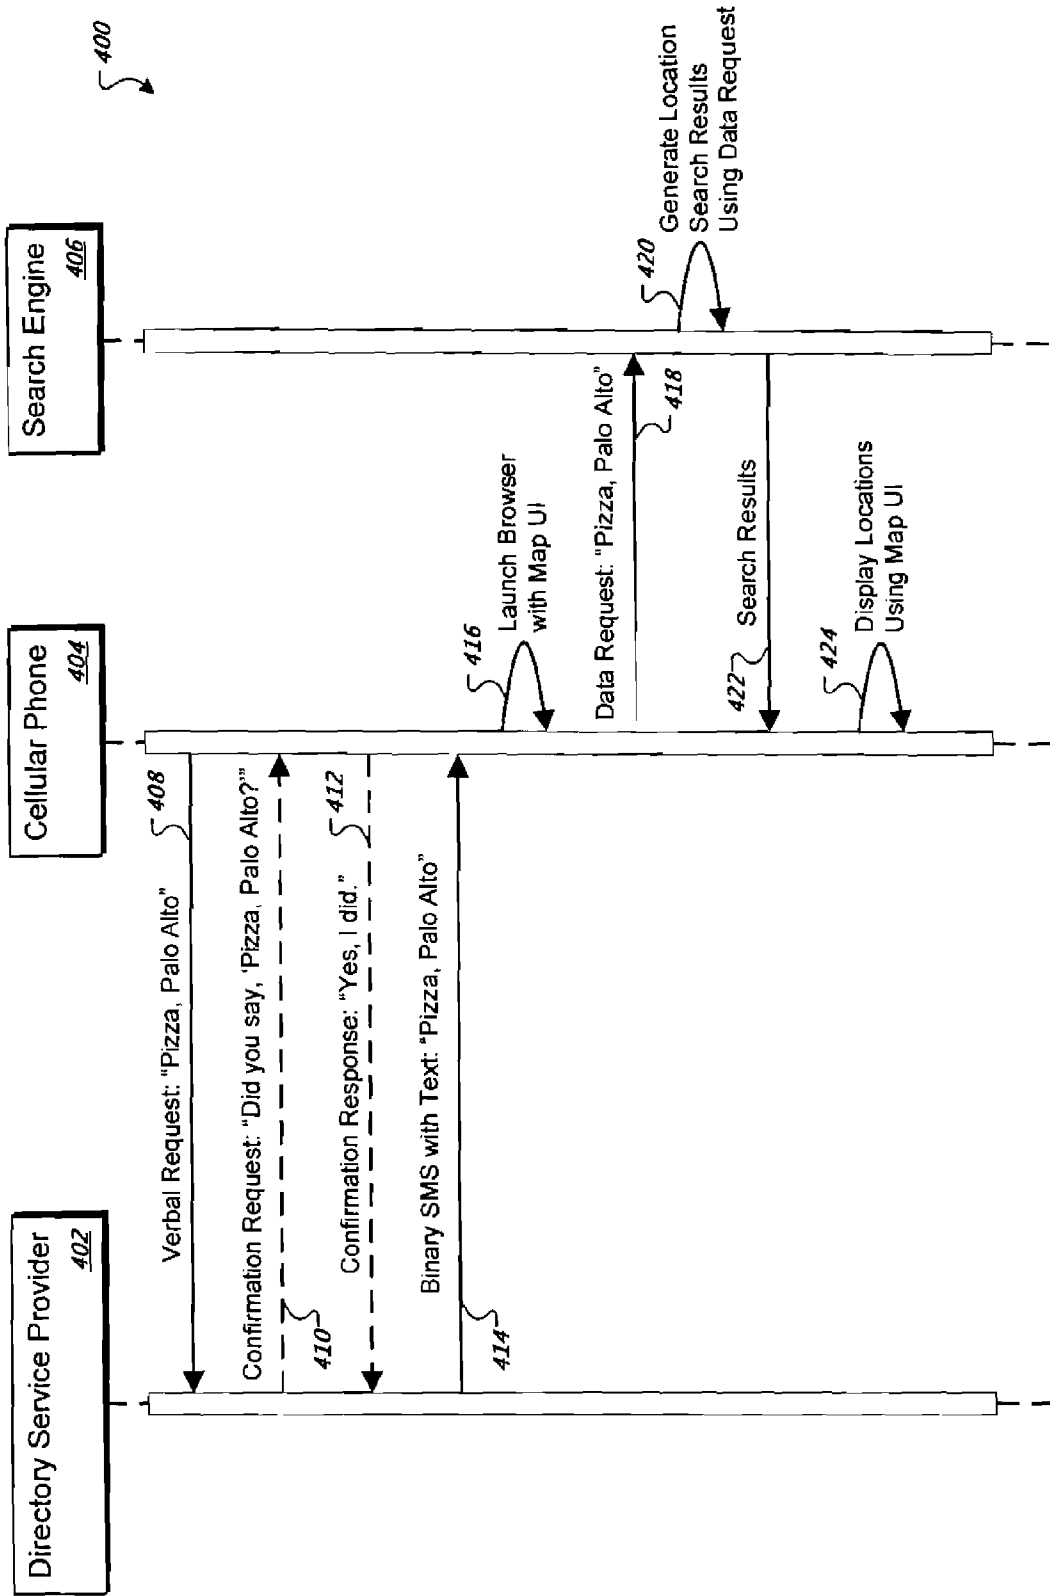 400
Directory Service Provider
402
Cellular Phone
404
Search Engine
406
Verbal Request: “Pizza, Palo Alto”
408
Confirmation Request: “Did you say, ‘Pizza, Palo Alto?’”
410
Confirmation Response: “Yes, I did.”
412
Binary SMS with Text: “Pizza, Palo Alto”
414
416
Launch Browser
with Map UI
Data Request: “Pizza, Palo Alto”
418
420
Generate Location
Search Results
Using Data Request
Search Results
422
424
Display Locations
Using Map UI